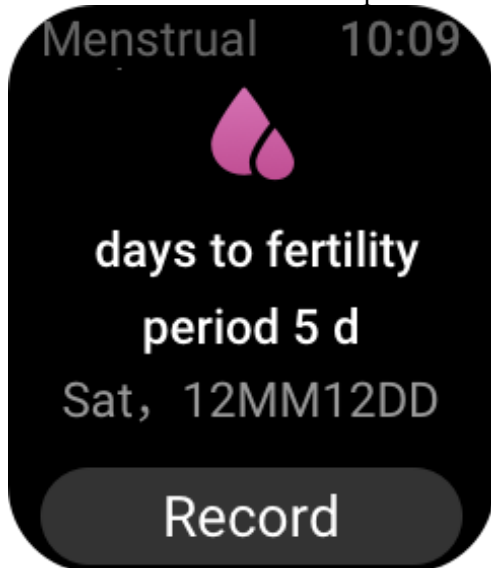 Menstrual 10:09
days to fertility
period 5 d
Sat，12MM12DD
Record